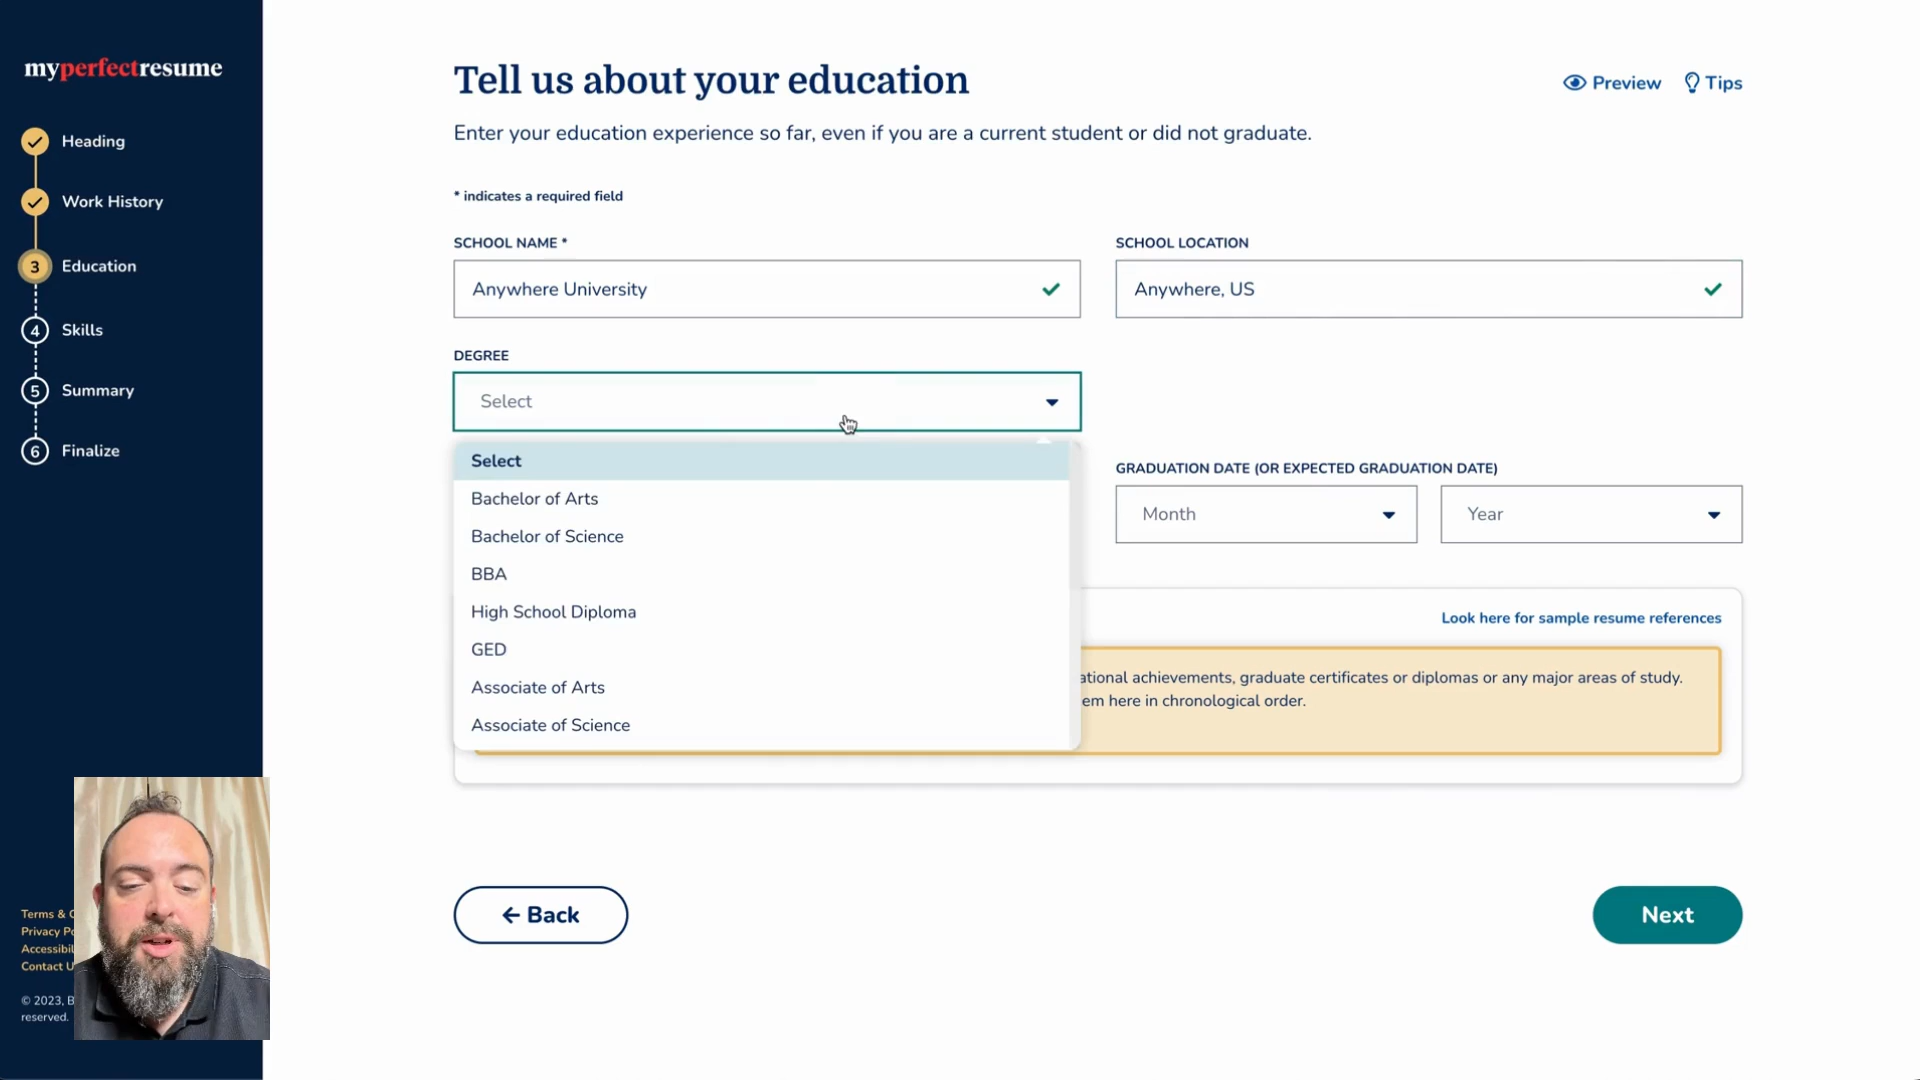 myperfectresume
Heading
Work History
3 Education
4 Skills
5 Summary
6 Finalize
Terms & C
Privacy Po
Accessibil
Contact U
© 2023, B
reserved.
Tell us about your education
Preview
Tips
Enter your education experience so far, even if you are a current student or did not graduate.
* indicates a required field
SCHOOL NAME *
SCHOOL LOCATION
Anywhere University
Anywhere, US
DEGREE
Select
Select
Bachelor of Arts
Bachelor of Science
BBA
High School Diploma
GED
Associate of Arts
Associate of Science
GRADUATION DATE (OR EXPECTED GRADUATION DATE)
Month
Year
Look here for sample resume references
ational achievements, graduate certificates or diplomas or any major areas of study.
em here in chronological order.
← Back
Next